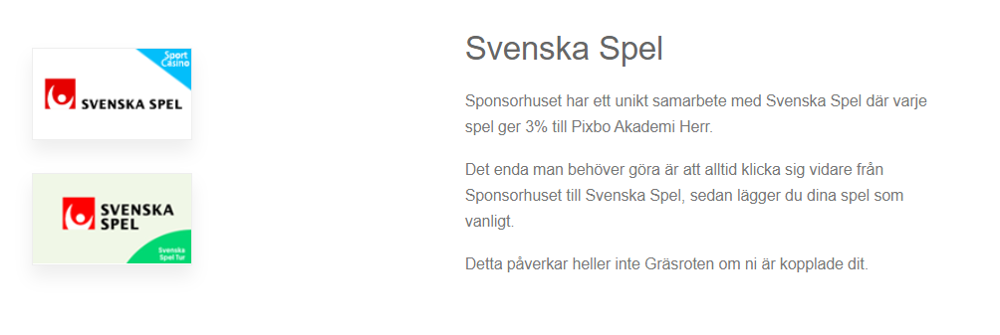 Sport
Casino
SVENSKA SPEL
SVENSKA
SPEL
Svenska
Spel Tur
Svenska Spel
Sponsorhuset har ett unikt samarbete med Svenska Spel där varje
spel ger 3% till Pixbo Akademi Herr.
Det enda man behöver göra är att alltid klicka sig vidare från
Sponsorhuset till Svenska Spel, sedan lägger du dina spel som
vanligt.
Detta påverkar heller inte Gräsroten om ni är kopplade dit.